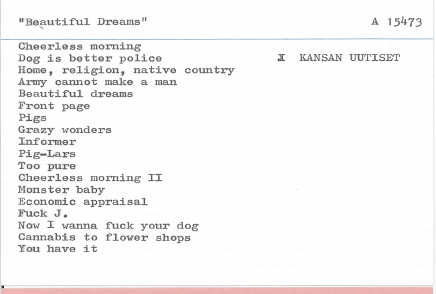 "Beautiful Dreams" A 15473
Cheerless morning
Dog is better police I KANSAN UUTISET
Home, religion, native country
Army cannot make a man
Beautiful dreams
Front page
Pigs
Grazy wonders
Informer
Pig-Lars
Too pure
Cheerless morning II
Monster baby
Economic appraisal
Fuck J.
Now I wanna fuck your dog
Cannabis to flower shops
You have it